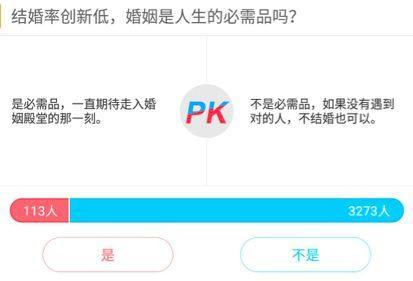 结婚率创新低，婚姻是人生的必需品吗？
是必需品，一直期待走入婚
姻殿堂的那一刻。
PK
不是必需品，如果没有遇到
对的人，不结婚也可以。
113人
3273人
是
不是